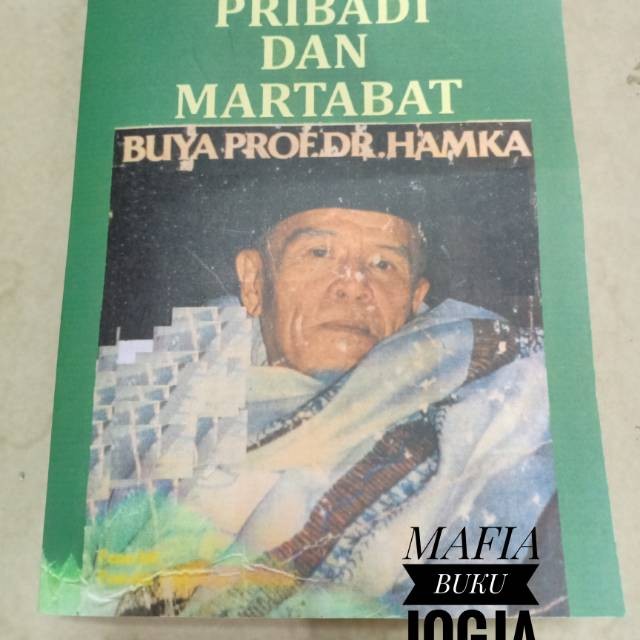 PRIBADI
DAN
MARTABAT
BUYA PROF.DR. HAMKA
MAFIA
BUKU
JOGJA